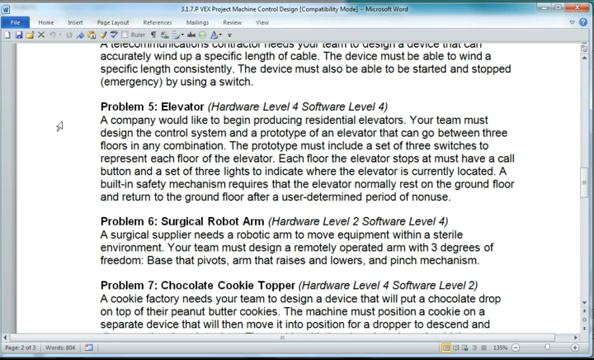 3.1.7.P VEX Project Machine Control Design [Compatibility Mode] - Microsoft Word
File Home Insert Page Layout References Mailings Review View
Ruler
A telecommunications contractor needs your team to design a device that can
accurately wind up a specific length of cable. The device must be able to wind a
specific length consistently. The device must also be able to be started and stopped
(emergency) by using a switch.
Problem 5: Elevator (Hardware Level 4 Software Level 4)
A company would like to begin producing residential elevators. Your team must
design the control system and a prototype of an elevator that can go between three
floors in any combination. The prototype must include a set of three switches to
represent each floor of the elevator. Each floor the elevator stops at must have a call
button and a set of three lights to indicate where the elevator is currently located. A
built-in safety mechanism requires that the elevator normally rest on the ground floor
and return to the ground floor after a user-determined period of nonuse.
Problem 6: Surgical Robot Arm (Hardware Level 2 Software Level 4)
A surgical supplier needs a robotic arm to move equipment within a sterile
environment. Your team must design a remotely operated arm with 3 degrees of
freedom: Base that pivots, arm that raises and lowers, and pinch mechanism.
Problem 7: Chocolate Cookie Topper (Hardware Level 4 Software Level 2)
A cookie factory needs your team to design a device that will put a chocolate drop
on top of their peanut butter cookies. The machine must position a cookie on a
separate device that will then move it into position for a dropper to descend and
Page: 2 of 3 Words: 804 139%